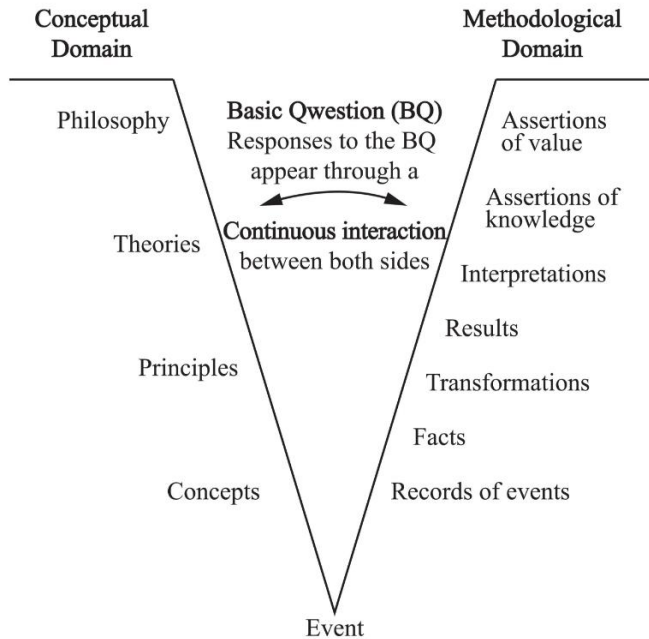 Conceptual
Domain
Methodological
Domain
Basic Qwestion (BQ)
Responses to the BQ
appear through a
Continuous interaction
between both sides
Philosophy
Theories
Principles
Concepts
Assertions
of value
Assertions of
knowledge
Interpretations
Results
Transformations
Facts
Records of events
Event